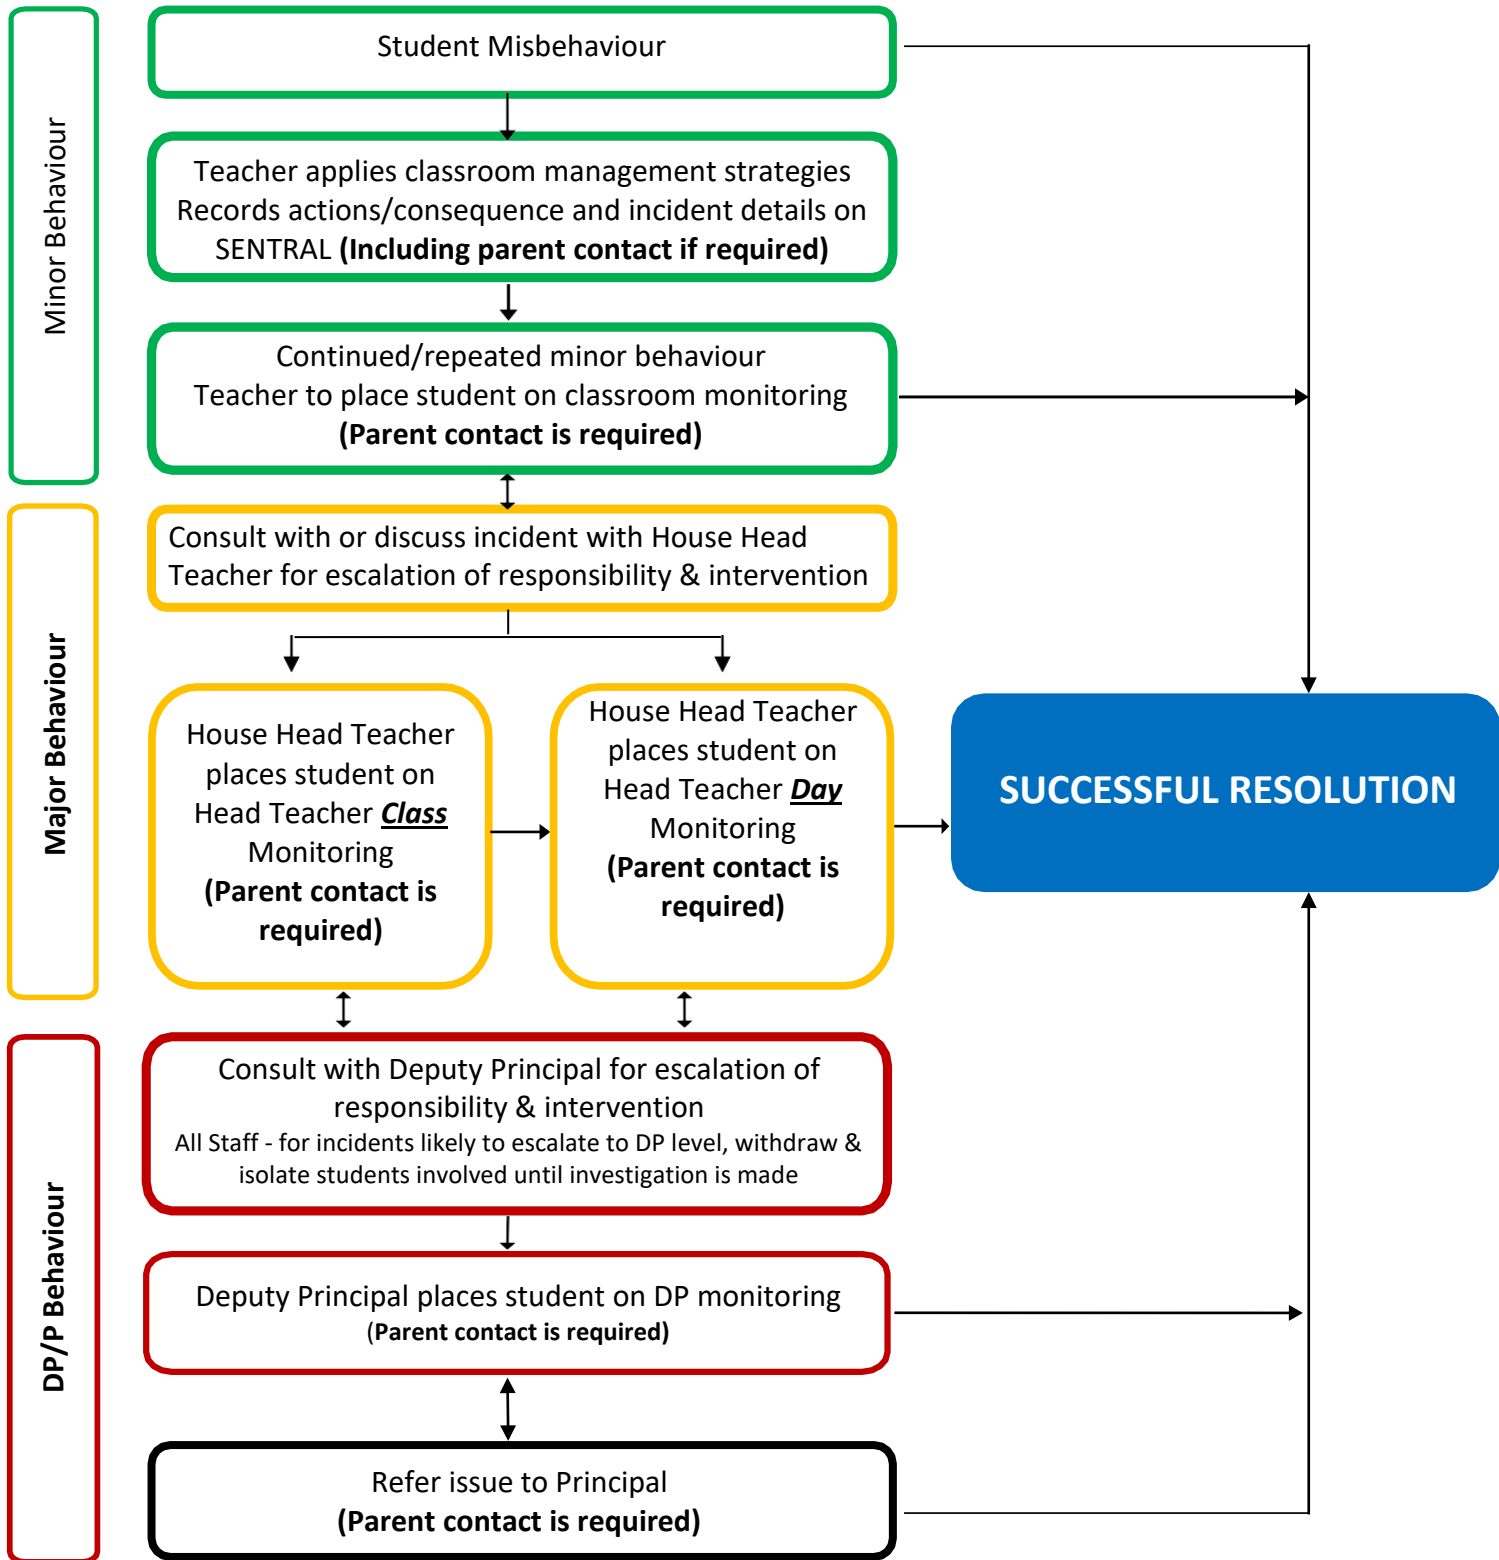 Minor Behaviour
Student Misbehaviour
Teacher applies classroom management strategies
Records actions/consequence and incident details on
SENTRAL (Including parent contact if required)
Continued/repeated minor behaviour
Teacher to place student on classroom monitoring
(Parent contact is required)
Major Behaviour
Consult with or discuss incident with House Head
Teacher for escalation of responsibility & intervention
House Head Teacher
places student on
Head Teacher Class
Monitoring
(Parent contact is
required)
House Head Teacher
places student on
Head Teacher Day
Monitoring
(Parent contact is
required)
SUCCESSFUL RESOLUTION
DP/P Behaviour
Consult with Deputy Principal for escalation of
responsibility & intervention
All Staff - for incidents likely to escalate to DP level, withdraw &
isolate students involved until investigation is made
Deputy Principal places student on DP monitoring
(Parent contact is required)
Refer issue to Principal
(Parent contact is required)